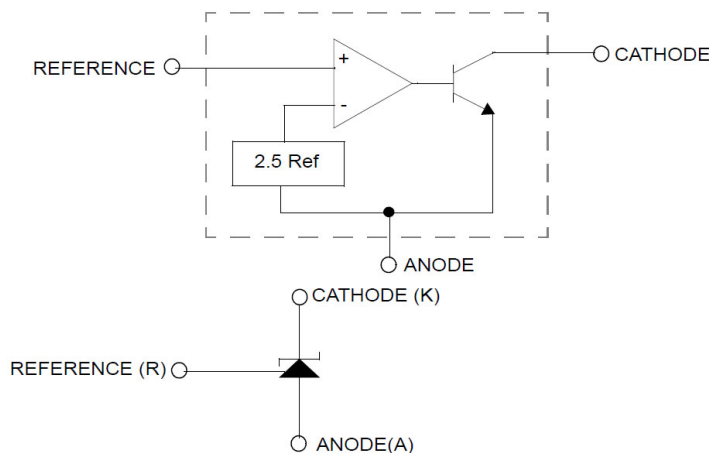 REFERENCE
+
CATHODE
-
2.5 Ref
ANODE
CATHODE (K)
REFERENCE (R)
ANODE(A)